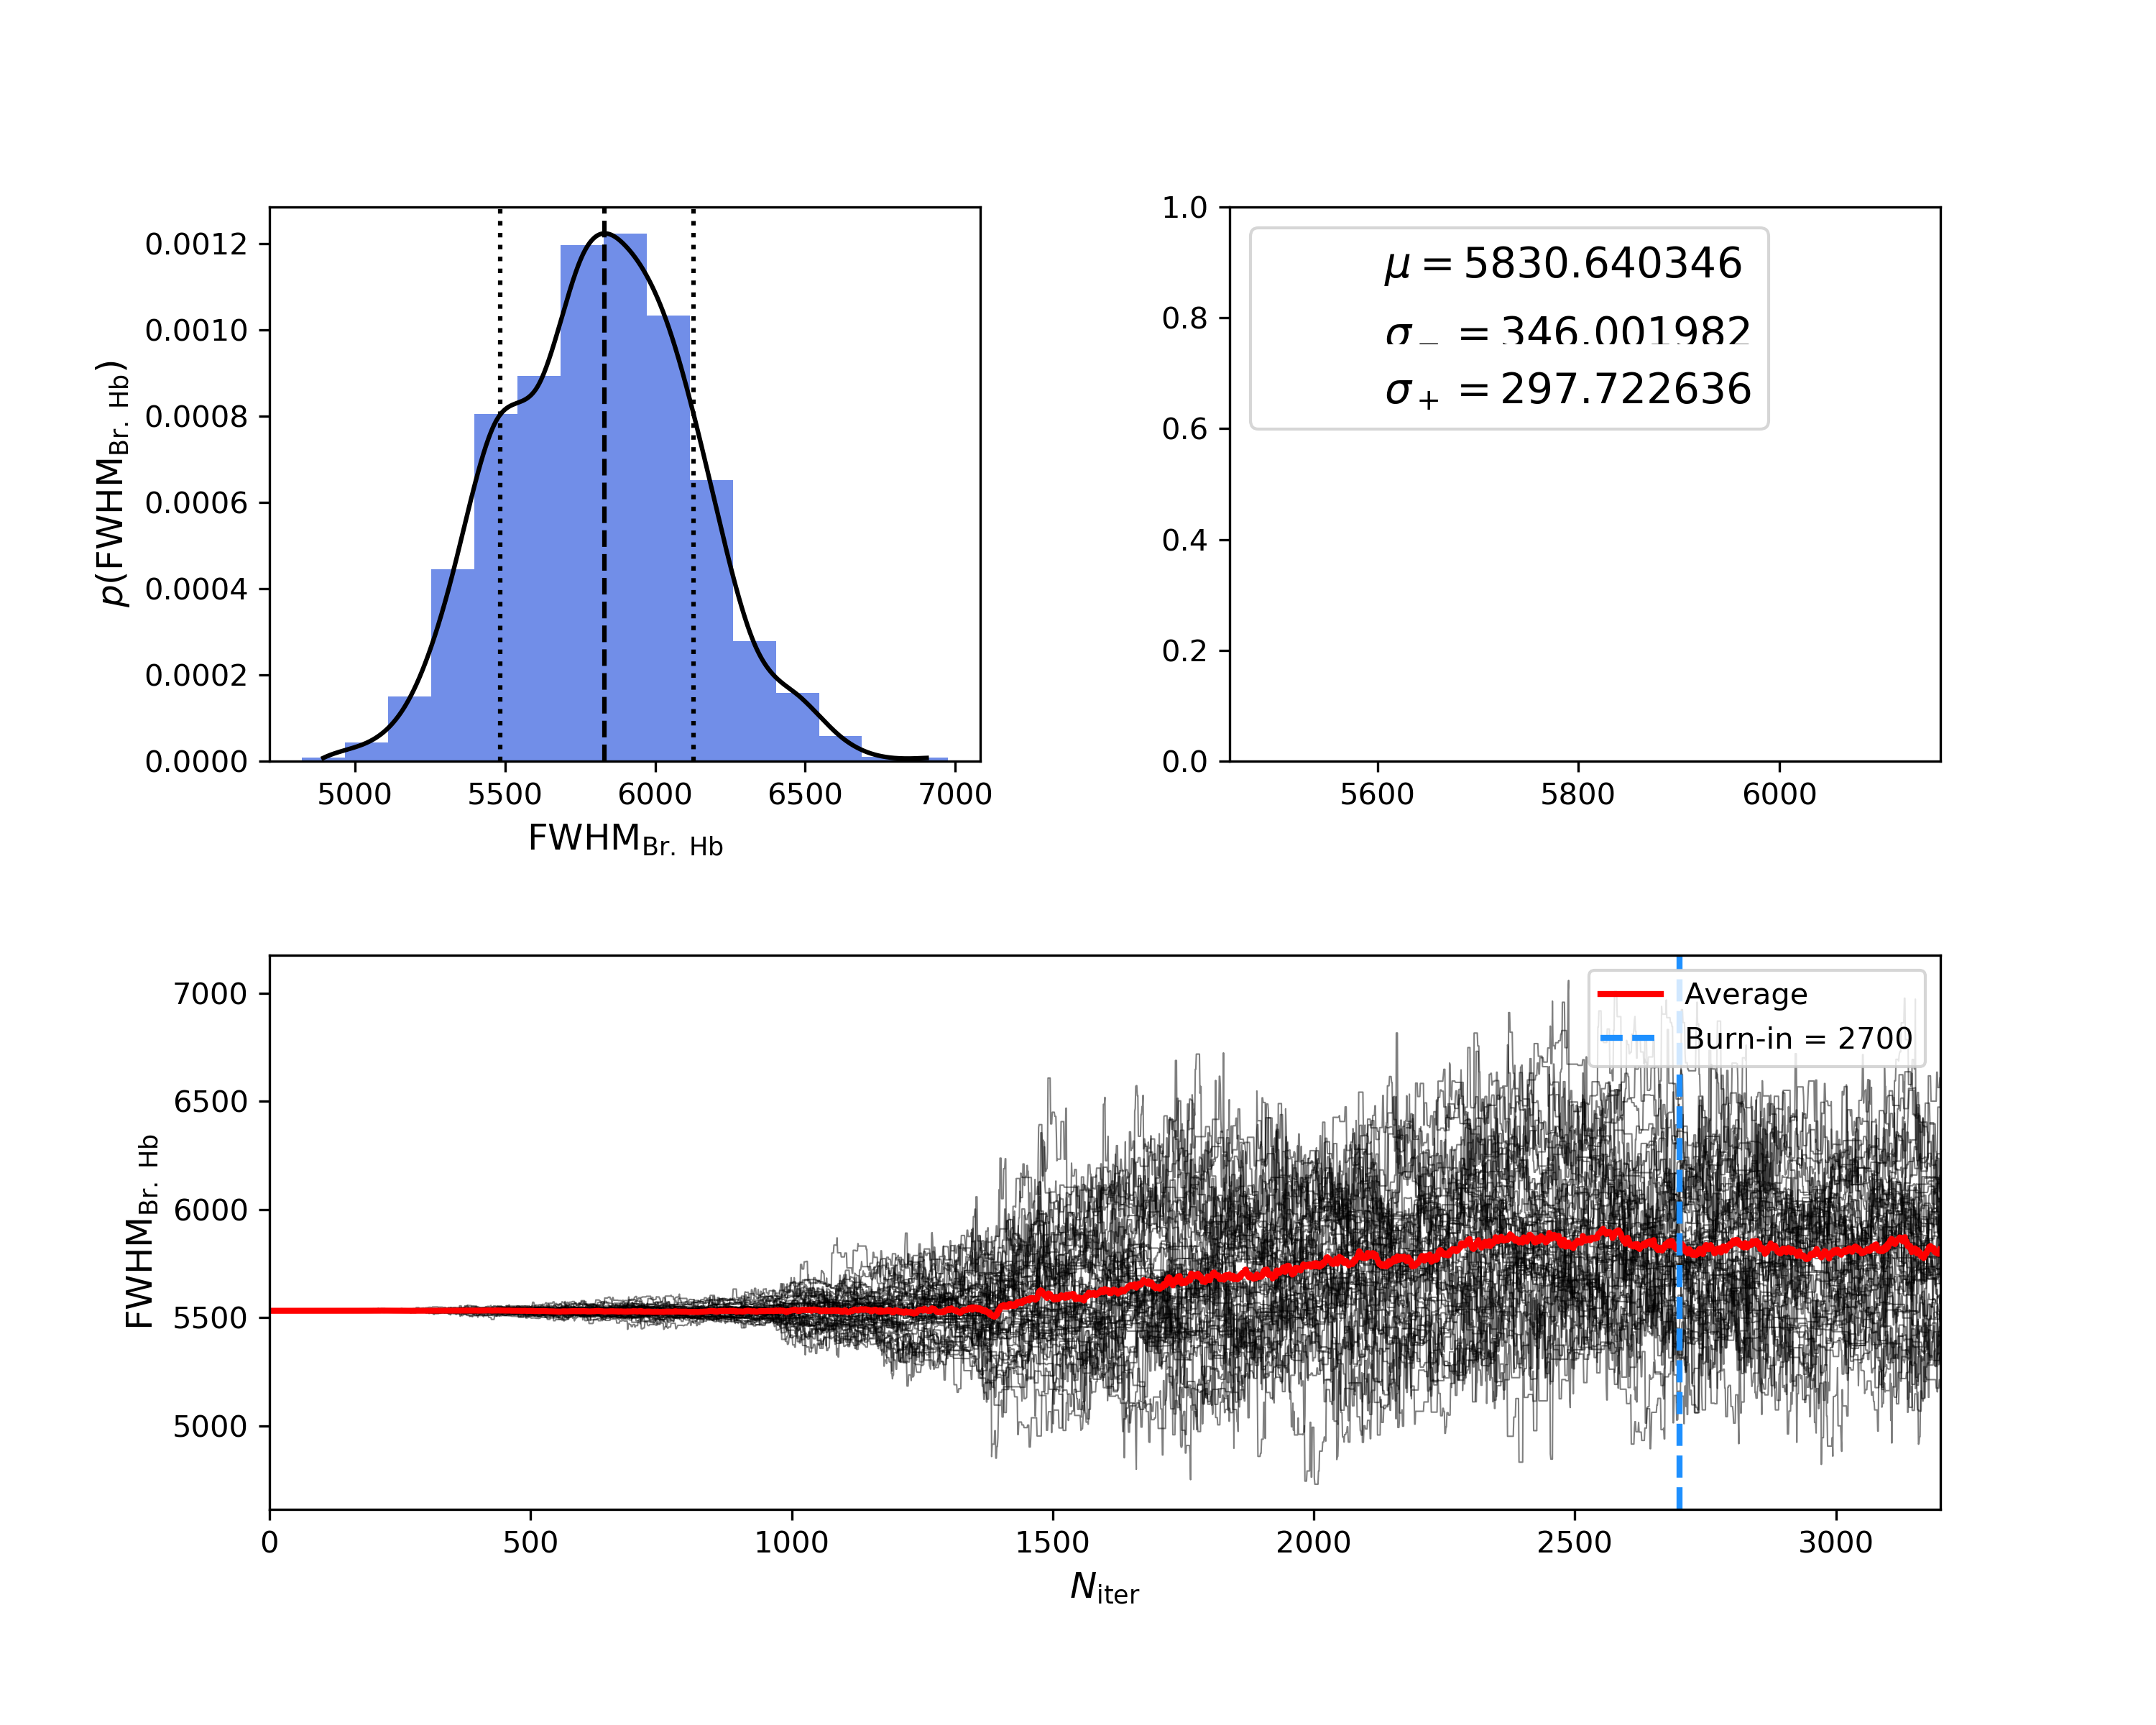 0.0012
0.0010
0.0008
0.0006
0.0004
0.0002
0.0000
p(FWHM_Br. Hb)
5000 5500 6000 6500 7000
FWHM_Br. Hb
1.0
0.8
0.6
0.4
0.2
0.0
μ = 5830.640346
σ_− = 346.001982
σ_+ = 297.722636
5600 5800 6000
7000
6500
6000
5500
5000
FWHM_Br. Hb
Average
Burn-in = 2700
0 500 1000 1500 2000 2500 3000
N_iter